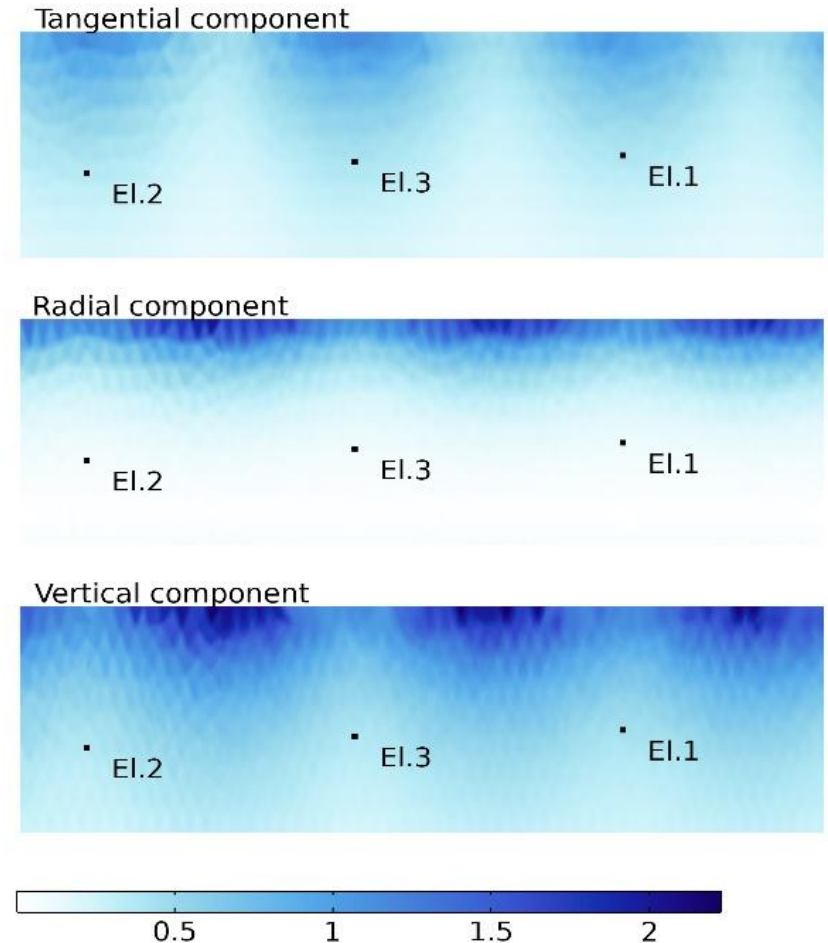 Tangential component
El.2 El.3 El.1
Radial component
El.2 El.3 El.1
Vertical component
El.2 El.3 El.1
0.5 1 1.5 2